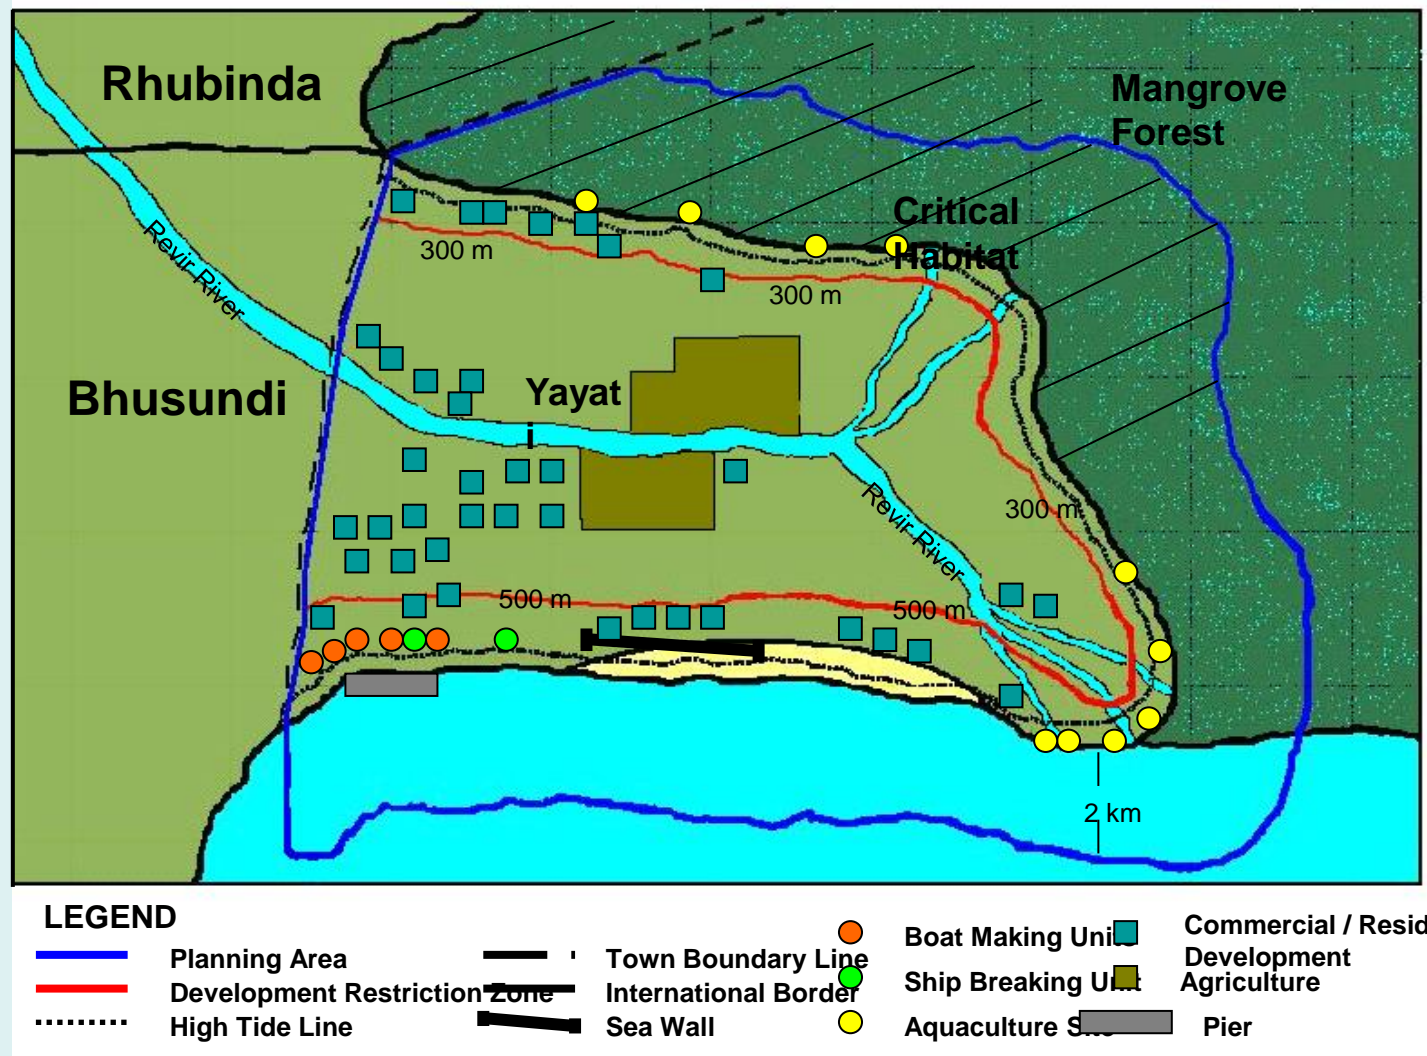 Rhubinda
Mangrove
Forest
Critical
Habitat
Revir River
300 m
300 m
Bhusundi
Yayat
i
Revir River
300 m
500 m
500 m
2 km
LEGEND
Planning Area
Development Restriction Zone
High Tide Line
Town Boundary Line
International Border
Sea Wall
Boat Making Unit
Ship Breaking Unit
Aquaculture Site
Commercial / Resid
Development
Agriculture
Pier